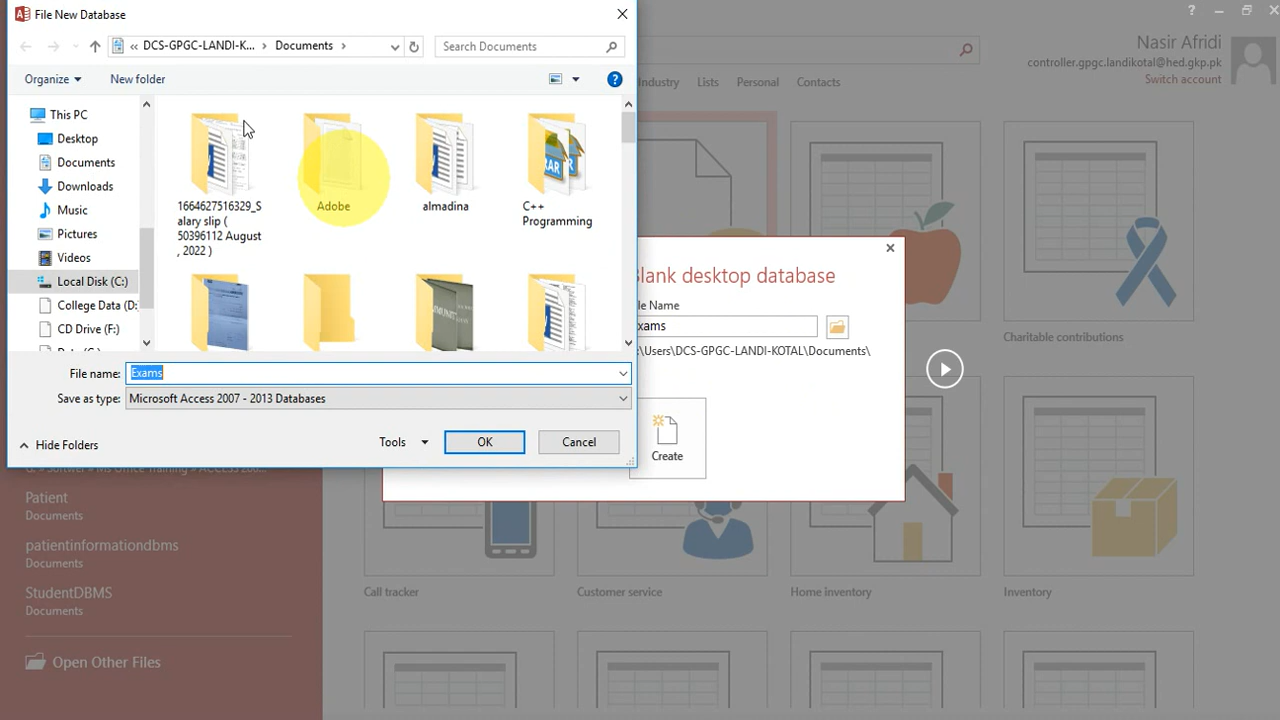 File New Database
« DCS-GPGC-LANDI-K... › Documents ›
Search Documents
Organize
New folder
This PC
Desktop
Documents
Downloads
Music
Pictures
Videos
Local Disk (C:)
College Data (D:
CD Drive (F:)
1664627516329_S
alary slip (
50396112 August
, 2022 )
Adobe
almadina
C++
Programming
File name:
Exams
Save as type:
Microsoft Access 2007 - 2013 Databases
Hide Folders
Tools
OK
Cancel
Nasir Afridi
controller.gpgc.landikotal@hed.gkp.pk
Switch account
Industry
Lists
Personal
Contacts
Blank desktop database
File Name
Exams
:\Users\DCS-GPGC-LANDI-KOTAL\Documents\
Create
Charitable contributions
Patient
Documents
patientinformationdbms
Documents
StudentDBMS
Documents
Open Other Files
Call tracker
Customer service
Home inventory
Inventory